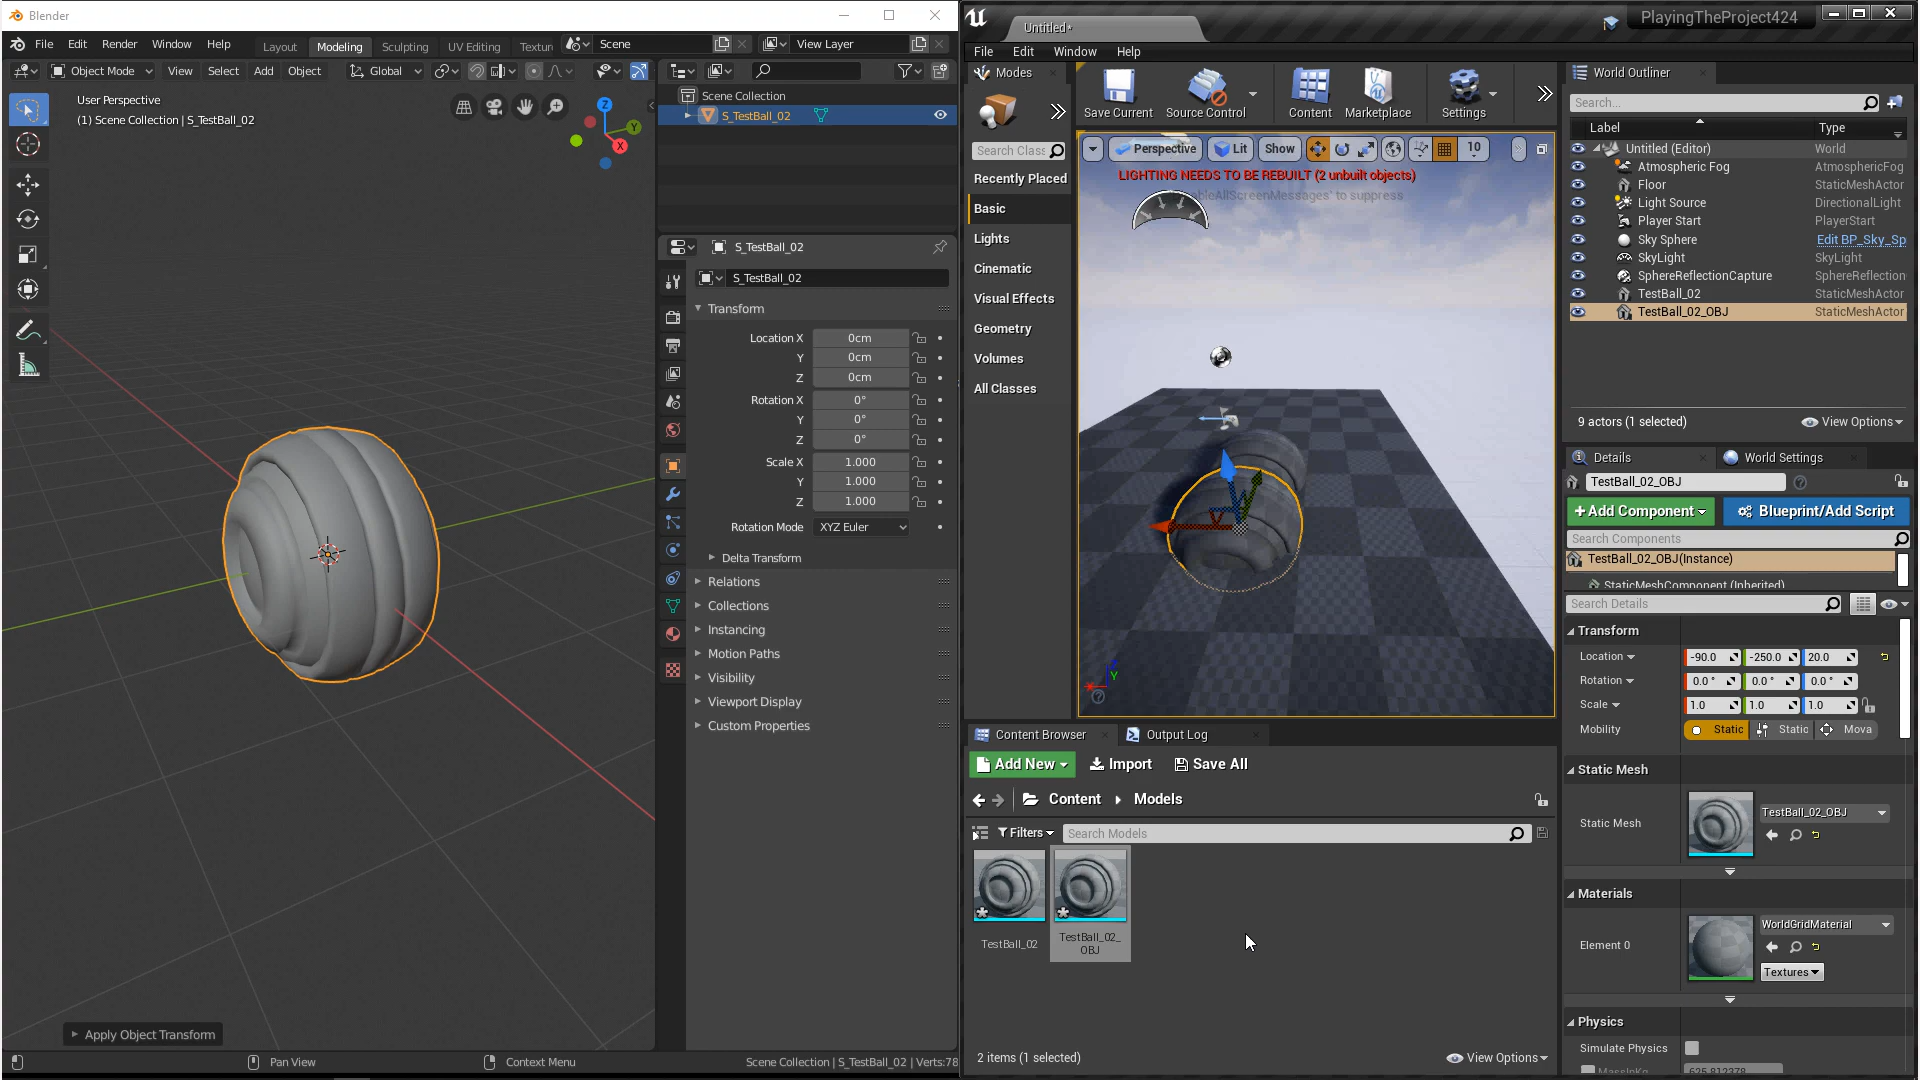 Blender
File Edit Render Window Help
Layout Modeling Sculpting UV Editing Textur
Scene
View Layer
Object Mode View Select Add Object Global
User Perspective
(1) Scene Collection | S_TestBall_02
Z
Y
X
Apply Object Transform
Pan View
Context Menu
Scene Collection | S_TestBall_02 | Verts:78
Scene Collection
S_TestBall_02
S_TestBall_02
S_TestBall_02
Transform
Location X 0cm
Y 0cm
Z 0cm
Rotation X 0°
Y 0°
Z 0°
Scale X 1.000
Y 1.000
Z 1.000
Rotation Mode XYZ Euler
Delta Transform
Relations
Collections
Instancing
Motion Paths
Visibility
Viewport Display
Custom Properties
Untitled*
PlayingTheProject424
File Edit Window Help
Modes
Search Class
Recently Placed
Basic
Lights
Cinematic
Visual Effects
Geometry
Volumes
All Classes
Save Current Source Control Content Marketplace Settings
Perspective Lit Show 10
LIGHTING NEEDS TO BE REBUILT (2 unbuilt objects)
ableAllScreenMessages' to suppress
Y
Content Browser Output Log
Add New Import Save All
Content Models
Filters Search Models
TestBall_02
TestBall_02_
OBJ
2 items (1 selected)
View Options
World Outliner
Search...
Label Type
Untitled (Editor) World
Atmospheric Fog AtmosphericFog
Floor StaticMeshActor
Light Source DirectionalLight
Player Start PlayerStart
Sky Sphere Edit BP_Sky_Sp
SkyLight SkyLight
SphereReflectionCapture SphereReflection
TestBall_02 StaticMeshActor
TestBall_02_OBJ StaticMeshActor
9 actors (1 selected)
View Options
Details World Settings
TestBall_02_OBJ
+Add Component Blueprint/Add Script
Search Components
TestBall_02_OBJ(Instance)
StaticMeshComponent (Inherited)
Search Details
Transform
Location -90.0 -250.0 20.0
Rotation 0.0 ° 0.0 ° 0.0 °
Scale 1.0 1.0 1.0
Mobility Static Static Mova
Static Mesh
Static Mesh TestBall_02_OBJ
Materials
Element 0 WorldGridMaterial
Textures
Physics
Simulate Physics
MassInKg 625.812378